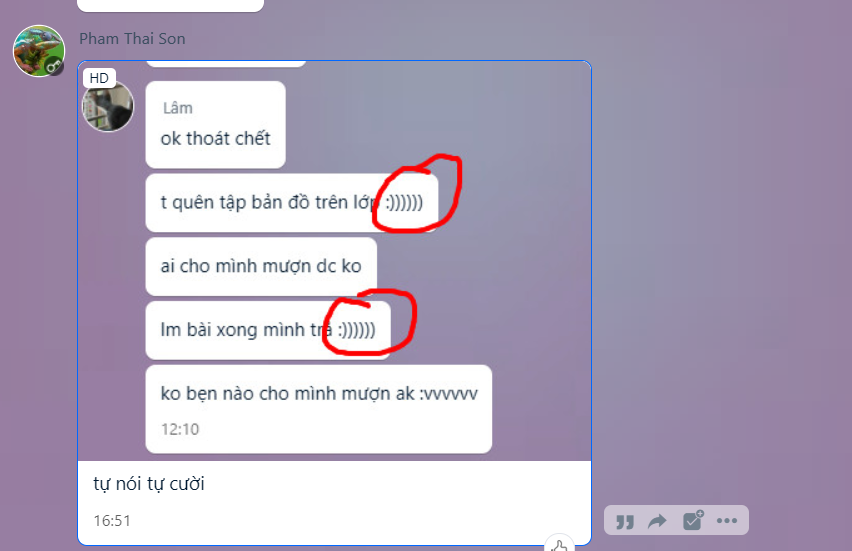 Pham Thai Son
HD
Lâm
ok thoát chết
t quên tập bản đồ trên lớp :))))))
ai cho mình mượn dc ko
lm bài xong mình trả :))))))
ko bẹn nào cho mình mượn ak :vvvvvv
12:10
tự nói tự cười
16:51